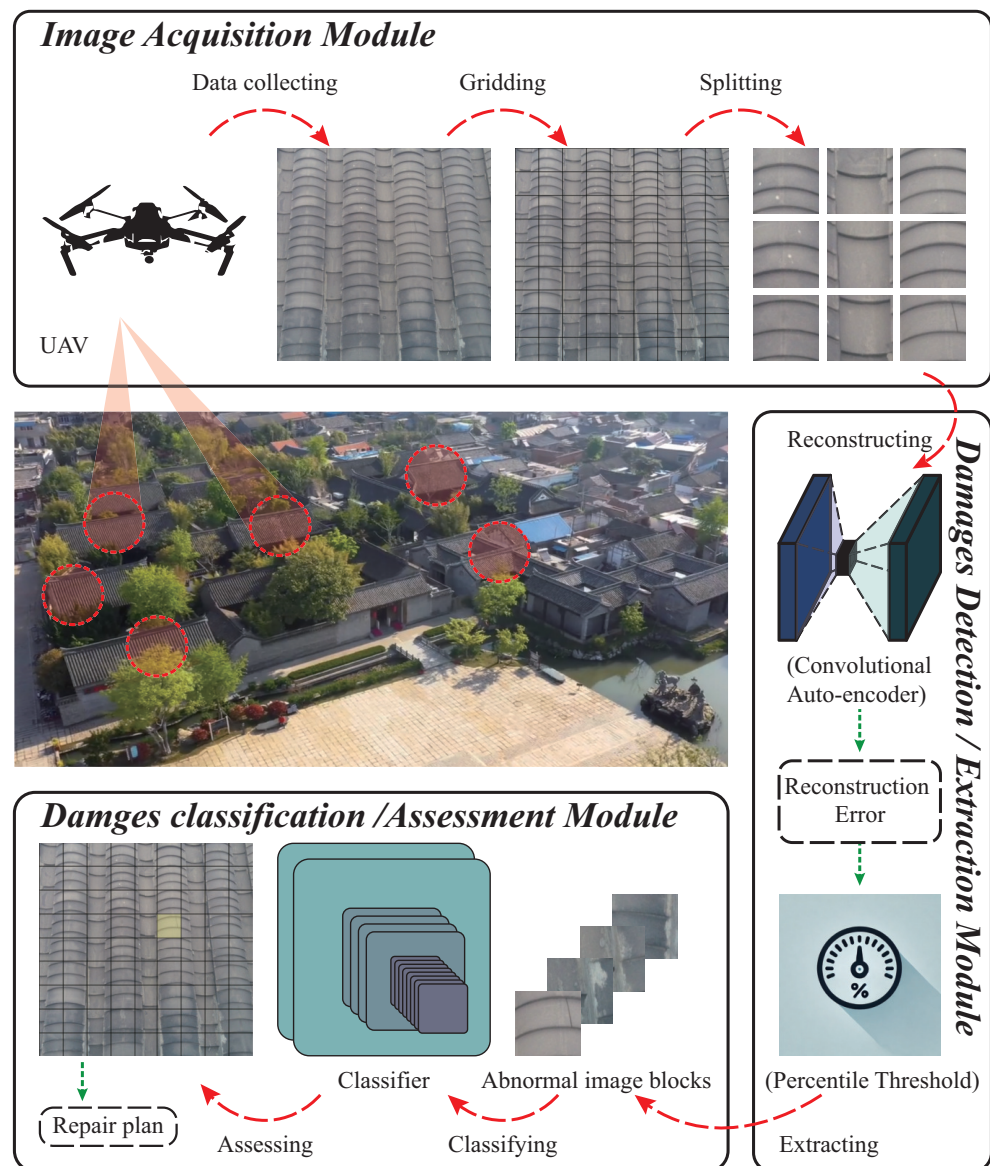 Image Acquisition Module
Data collecting
Gridding
Splitting
UAV
Reconstructing
Damages Detection / Extraction Module
(Convolutional
Auto-encoder)
Reconstruction
Error
%
(Percentile Threshold)
Extracting
Damges classification /Assessment Module
Classifier
Abnormal image blocks
Repair plan
Assessing
Classifying